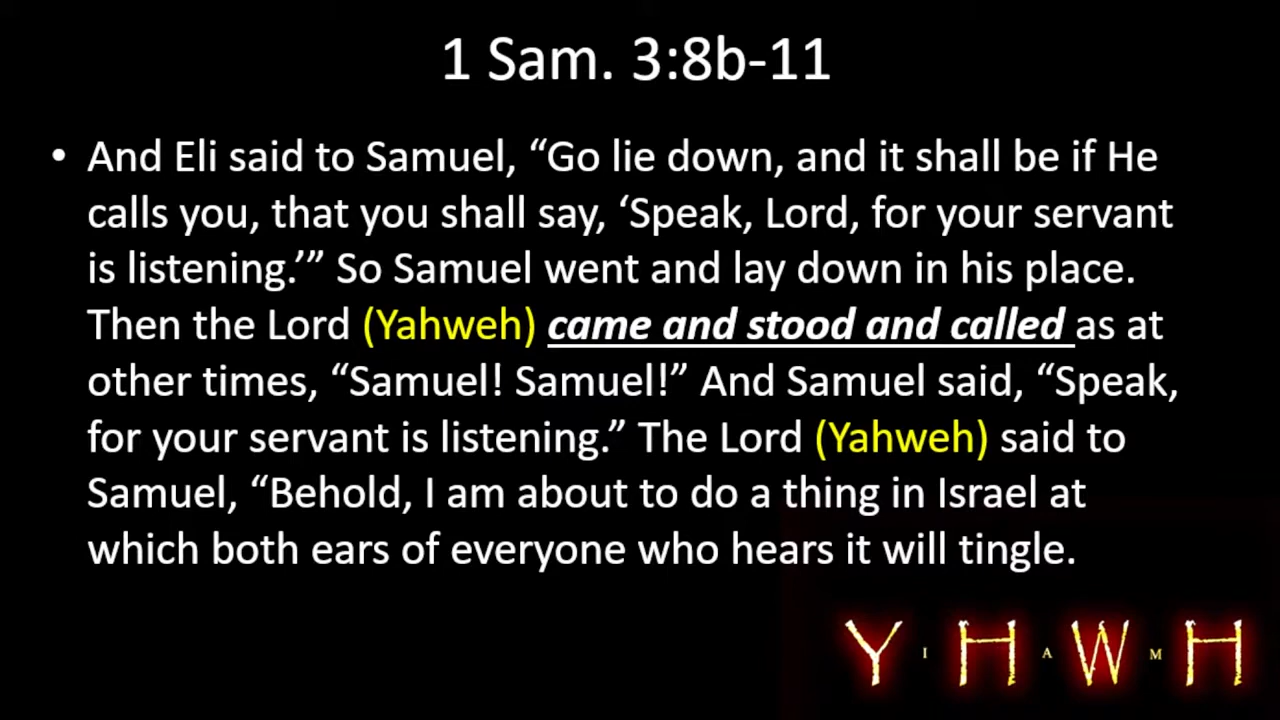 1 Sam. 3:8b-11
• And Eli said to Samuel, “Go lie down, and it shall be if He
calls you, that you shall say, ‘Speak, Lord, for your servant
is listening.’” So Samuel went and lay down in his place.
Then the Lord (Yahweh) came and stood and called as at
other times, “Samuel! Samuel!” And Samuel said, “Speak,
for your servant is listening.” The Lord (Yahweh) said to
Samuel, “Behold, I am about to do a thing in Israel at
which both ears of everyone who hears it will tingle.
Y I H A W M H